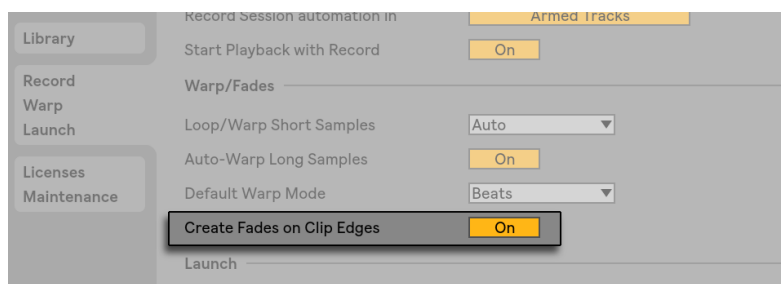 Library
Record
Warp
Launch
Licenses
Maintenance
Record Session automation in Armed Tracks
Start Playback with Record On
Warp/Fades
Loop/Warp Short Samples Auto
Auto-Warp Long Samples On
Default Warp Mode Beats
Create Fades on Clip Edges On
Launch